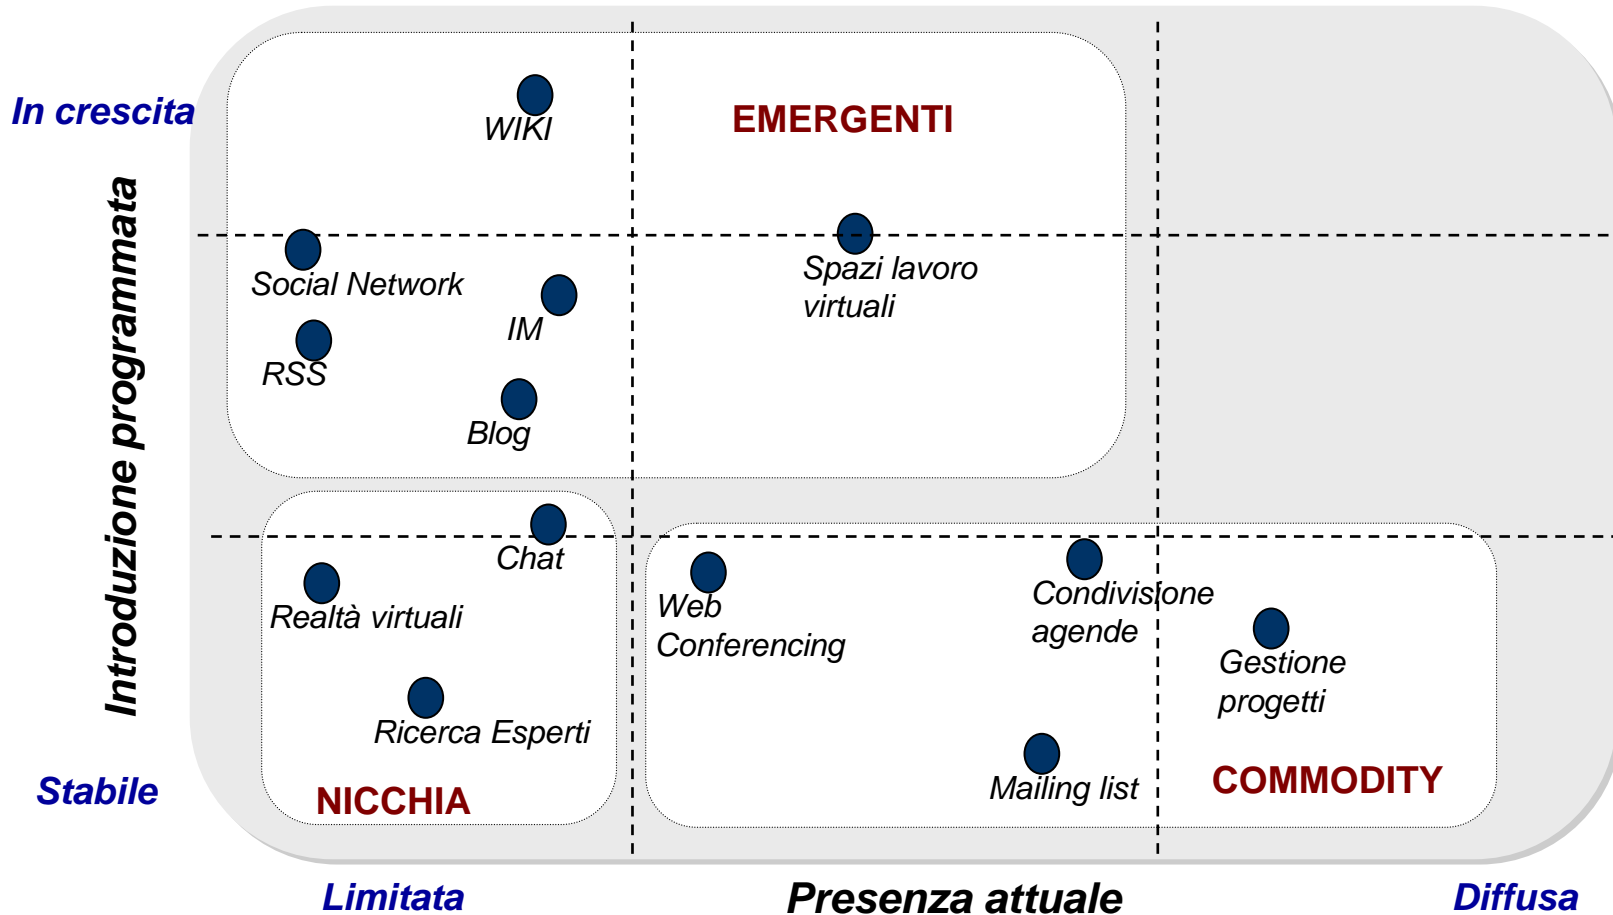 In crescita
WIKI
EMERGENTI
Introduzione programmata
Social Network
Spazi lavoro
virtuali
IM
RSS
Blog
Chat
Realtà virtuali
Web
Conferencing
Condivisione
agende
Gestione
progetti
Ricerca Esperti
Mailing list
Stabile
NICCHIA
COMMODITY
Limitata
Presenza attuale
Diffusa